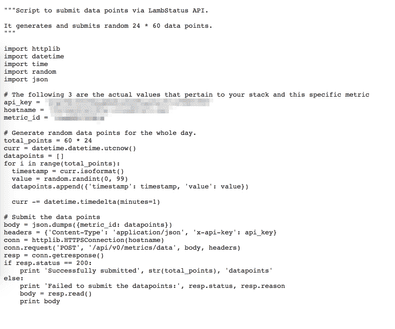 """Script to submit data points via LambStatus API.

It generates and submits random 24 * 60 data points.
"""

import httplib
import datetime
import time
import random
import json

# The following 3 are the actual values that pertain to your stack and this specific metric
api_key =
hostname =
metric_id =

# Generate random data points for the whole day.
total_points = 60 * 24
curr = datetime.datetime.utcnow()
datapoints = []
for i in range(total_points):
  timestamp = curr.isoformat()
  value = random.randint(0, 99)
  datapoints.append({'timestamp': timestamp, 'value': value})

  curr -= datetime.timedelta(minutes=1)

# Submit the data points
body = json.dumps({metric_id: datapoints})
headers = {'Content-Type': 'application/json', 'x-api-key': api_key}
conn = httplib.HTTPSConnection(hostname)
conn.request('POST', '/api/v0/metrics/data', body, headers)
resp = conn.getresponse()
if resp.status == 200:
    print 'Successfully submitted', str(total_points), 'datapoints'
else:
    print 'Failed to submit the datapoints:', resp.status, resp.reason
    body = resp.read()
    print body